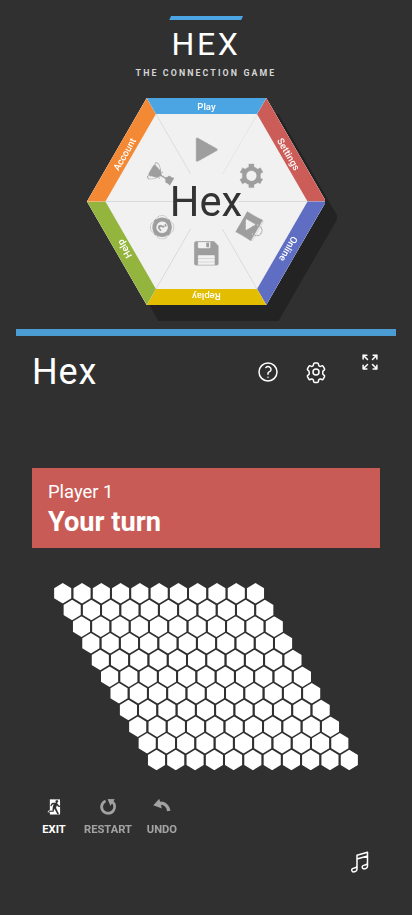 HEX
THE CONNECTION GAME
Play
Account
Settings
Hex
Help
Online
Replay
Hex
Player 1
Your turn
EXIT
RESTART
UNDO